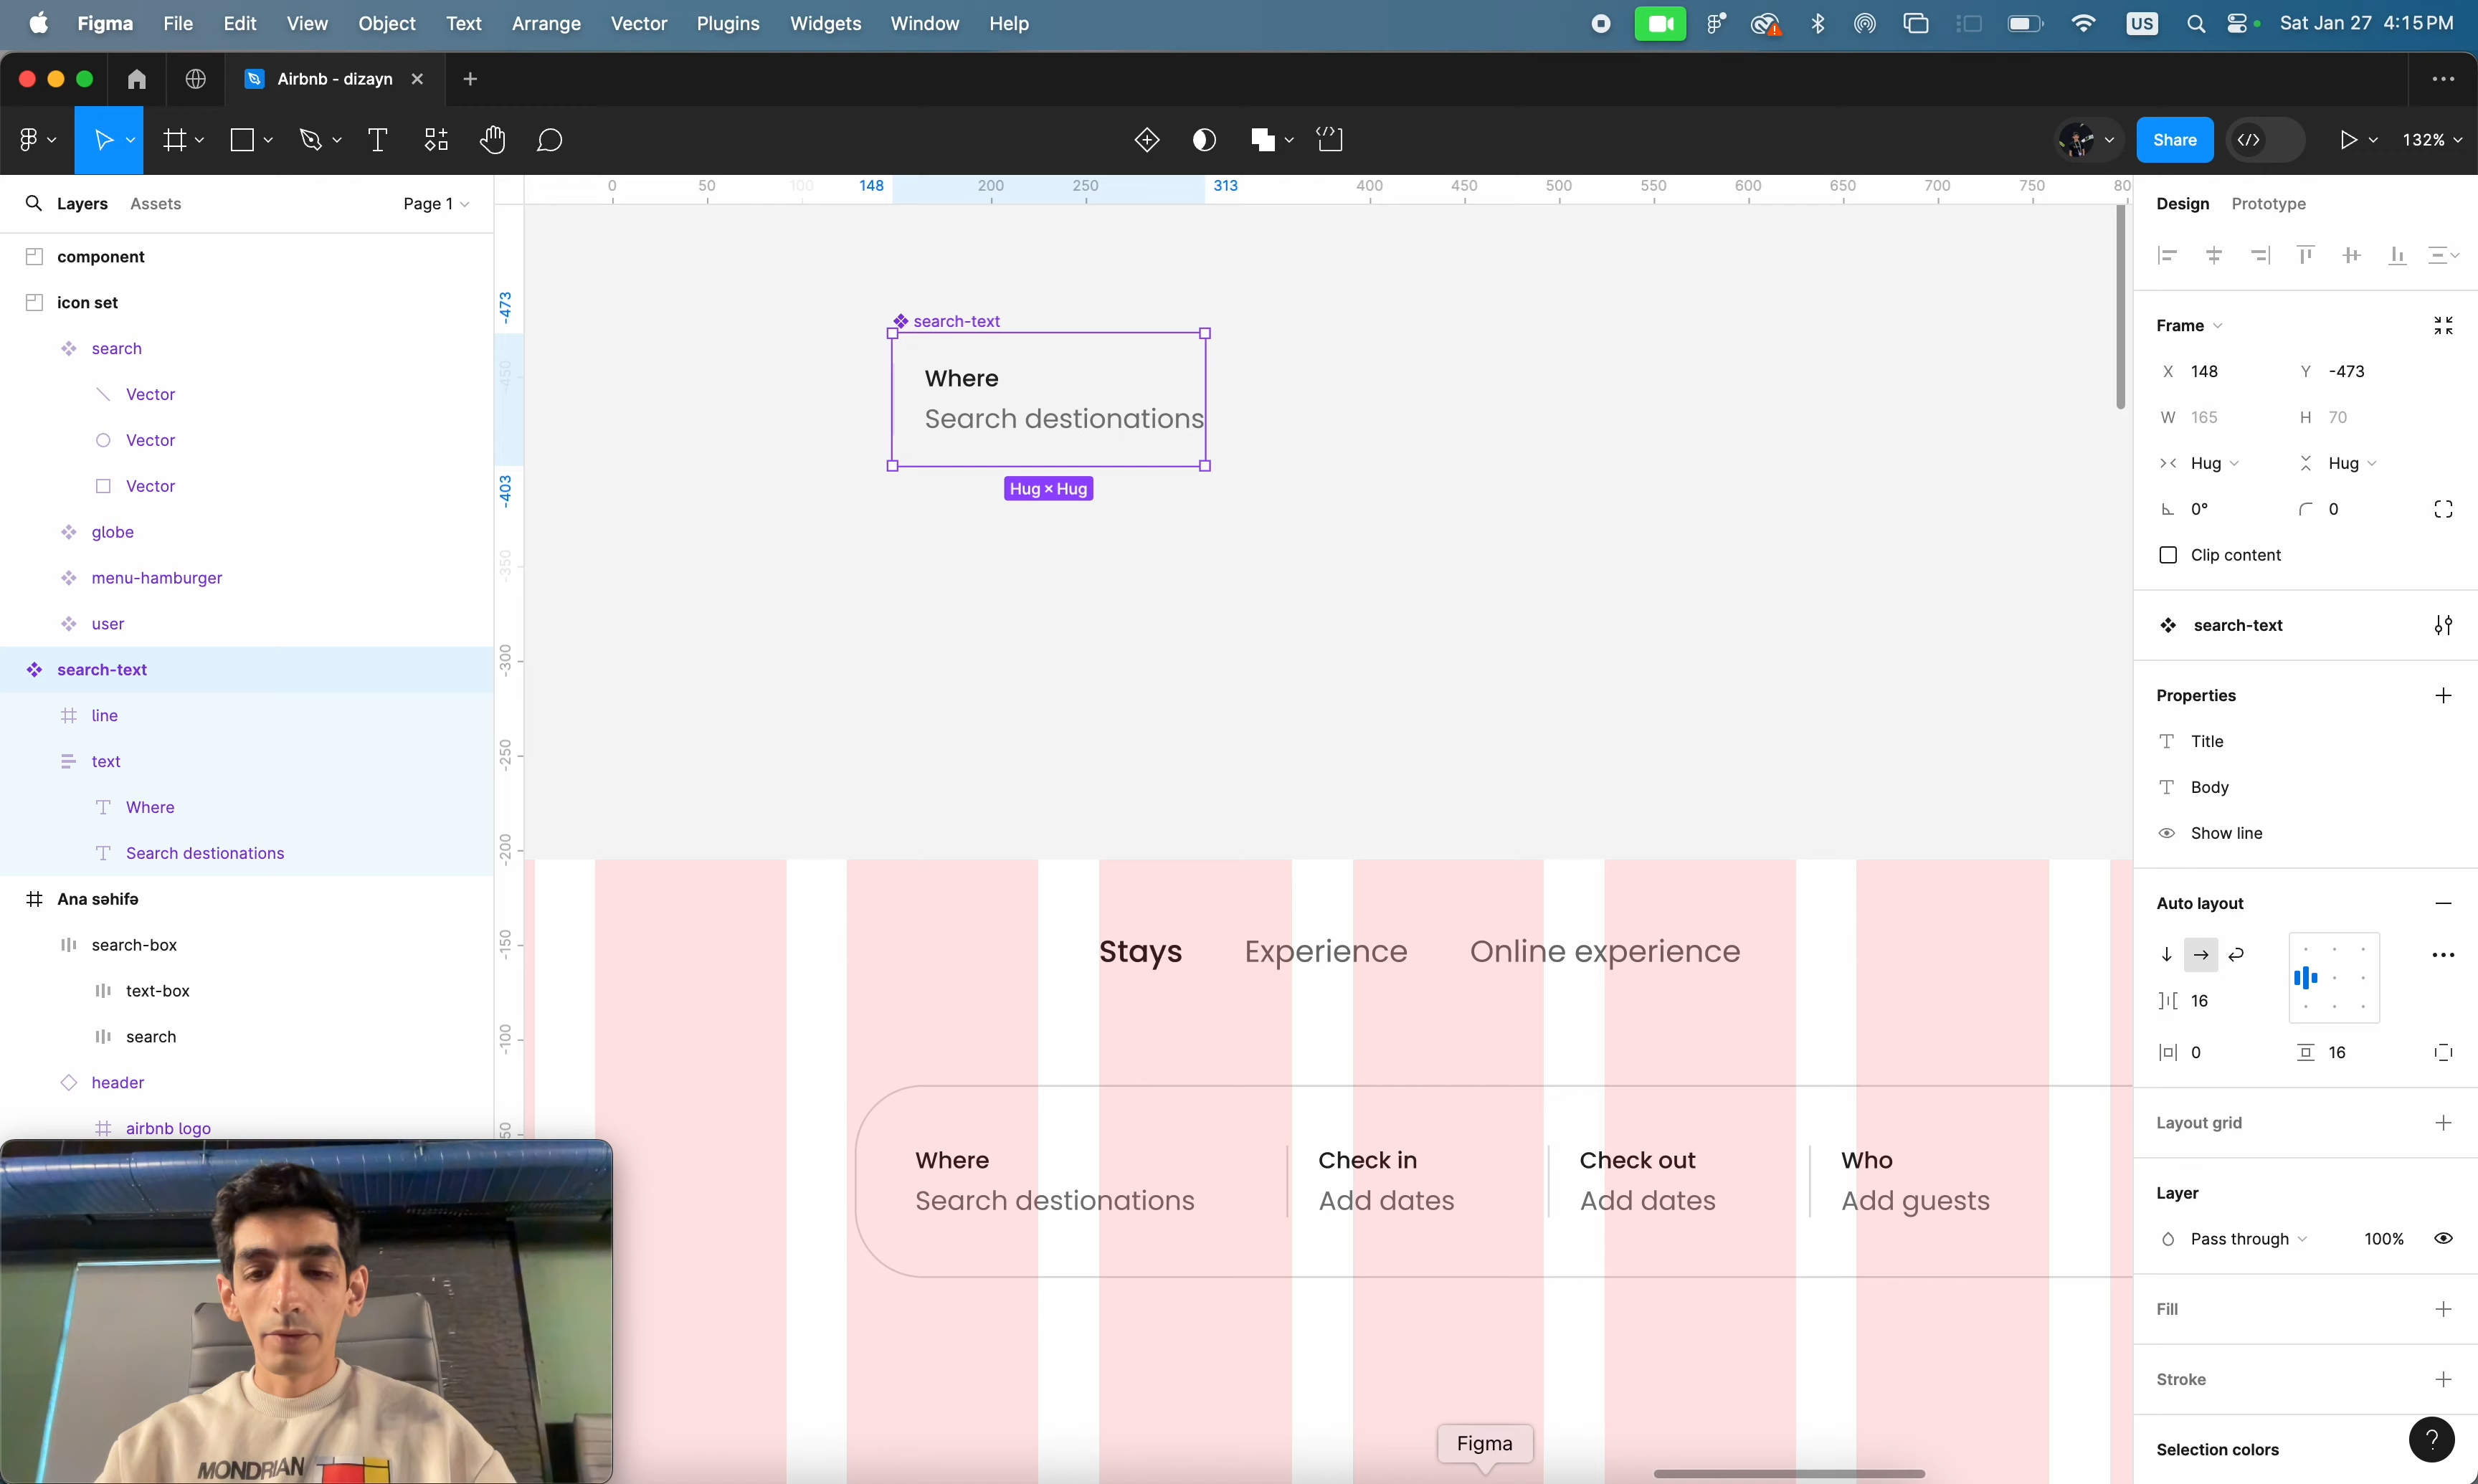 Figma File Edit View Object Text Arrange Vector Plugins Widgets Window Help US Sat Jan 27 4:15 PM
Airbnb - dizayn
Share 132%
Layers Assets Page 1
component
icon set
search
Vector
Vector
Vector
globe
menu-hamburger
user
search-text
line
text
Where
Search destionations
Ana səhifə
search-box
text-box
search
header
airbnb logo
MONDRIAN
0 50 100 148 200 250 313 400 450 500 550 600 650 700 750 80
-473
-450
-403
-350
-300
-250
-200
-150
-100
50
search-text
Where
Search destionations
Hug × Hug
Stays Experience Online experience
Where Check in Check out Who
Search destionations Add dates Add dates Add guests
Figma
Design Prototype
Frame
X 148 Y -473
W 165 H 70
Hug Hug
0° 0
Clip content
search-text
Properties
Title
Body
Show line
Auto layout
16
0 16
Layout grid
Layer
Pass through 100%
Fill
Stroke
Selection colors
?